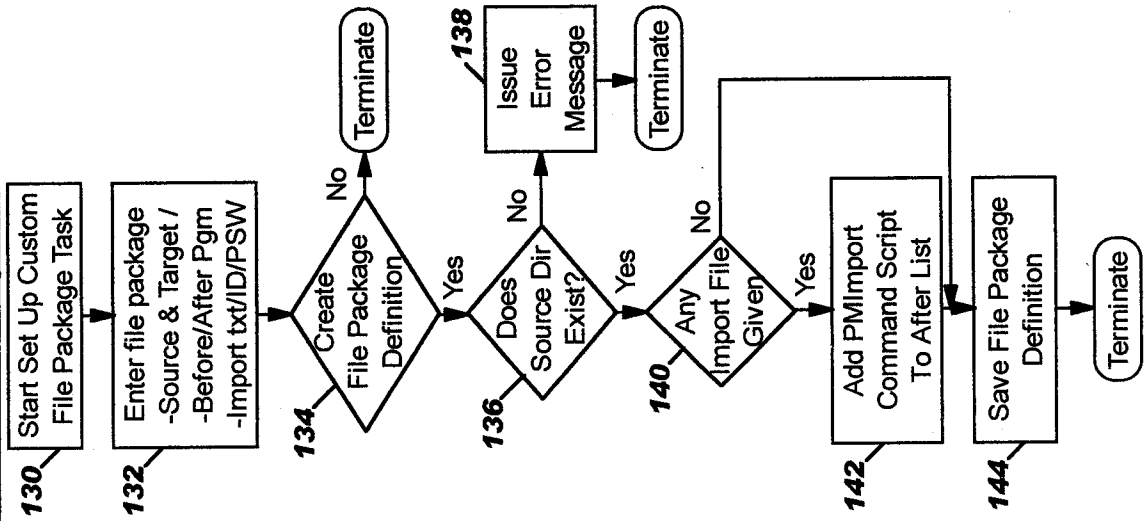 130
Start Set Up Custom
File Package Task
132
Enter file package
-Source & Target /
-Before/After Pgm
-Import txt/ID/PSW
134
Create
File Package
Definition
No
Terminate
Yes
136
Does
Source Dir
Exist?
No
138
Issue
Error
Message
Terminate
Yes
140
Any
Import File
Given
No
Yes
142
Add PMImport
Command Script
To After List
144
Save File Package
Definition
Terminate